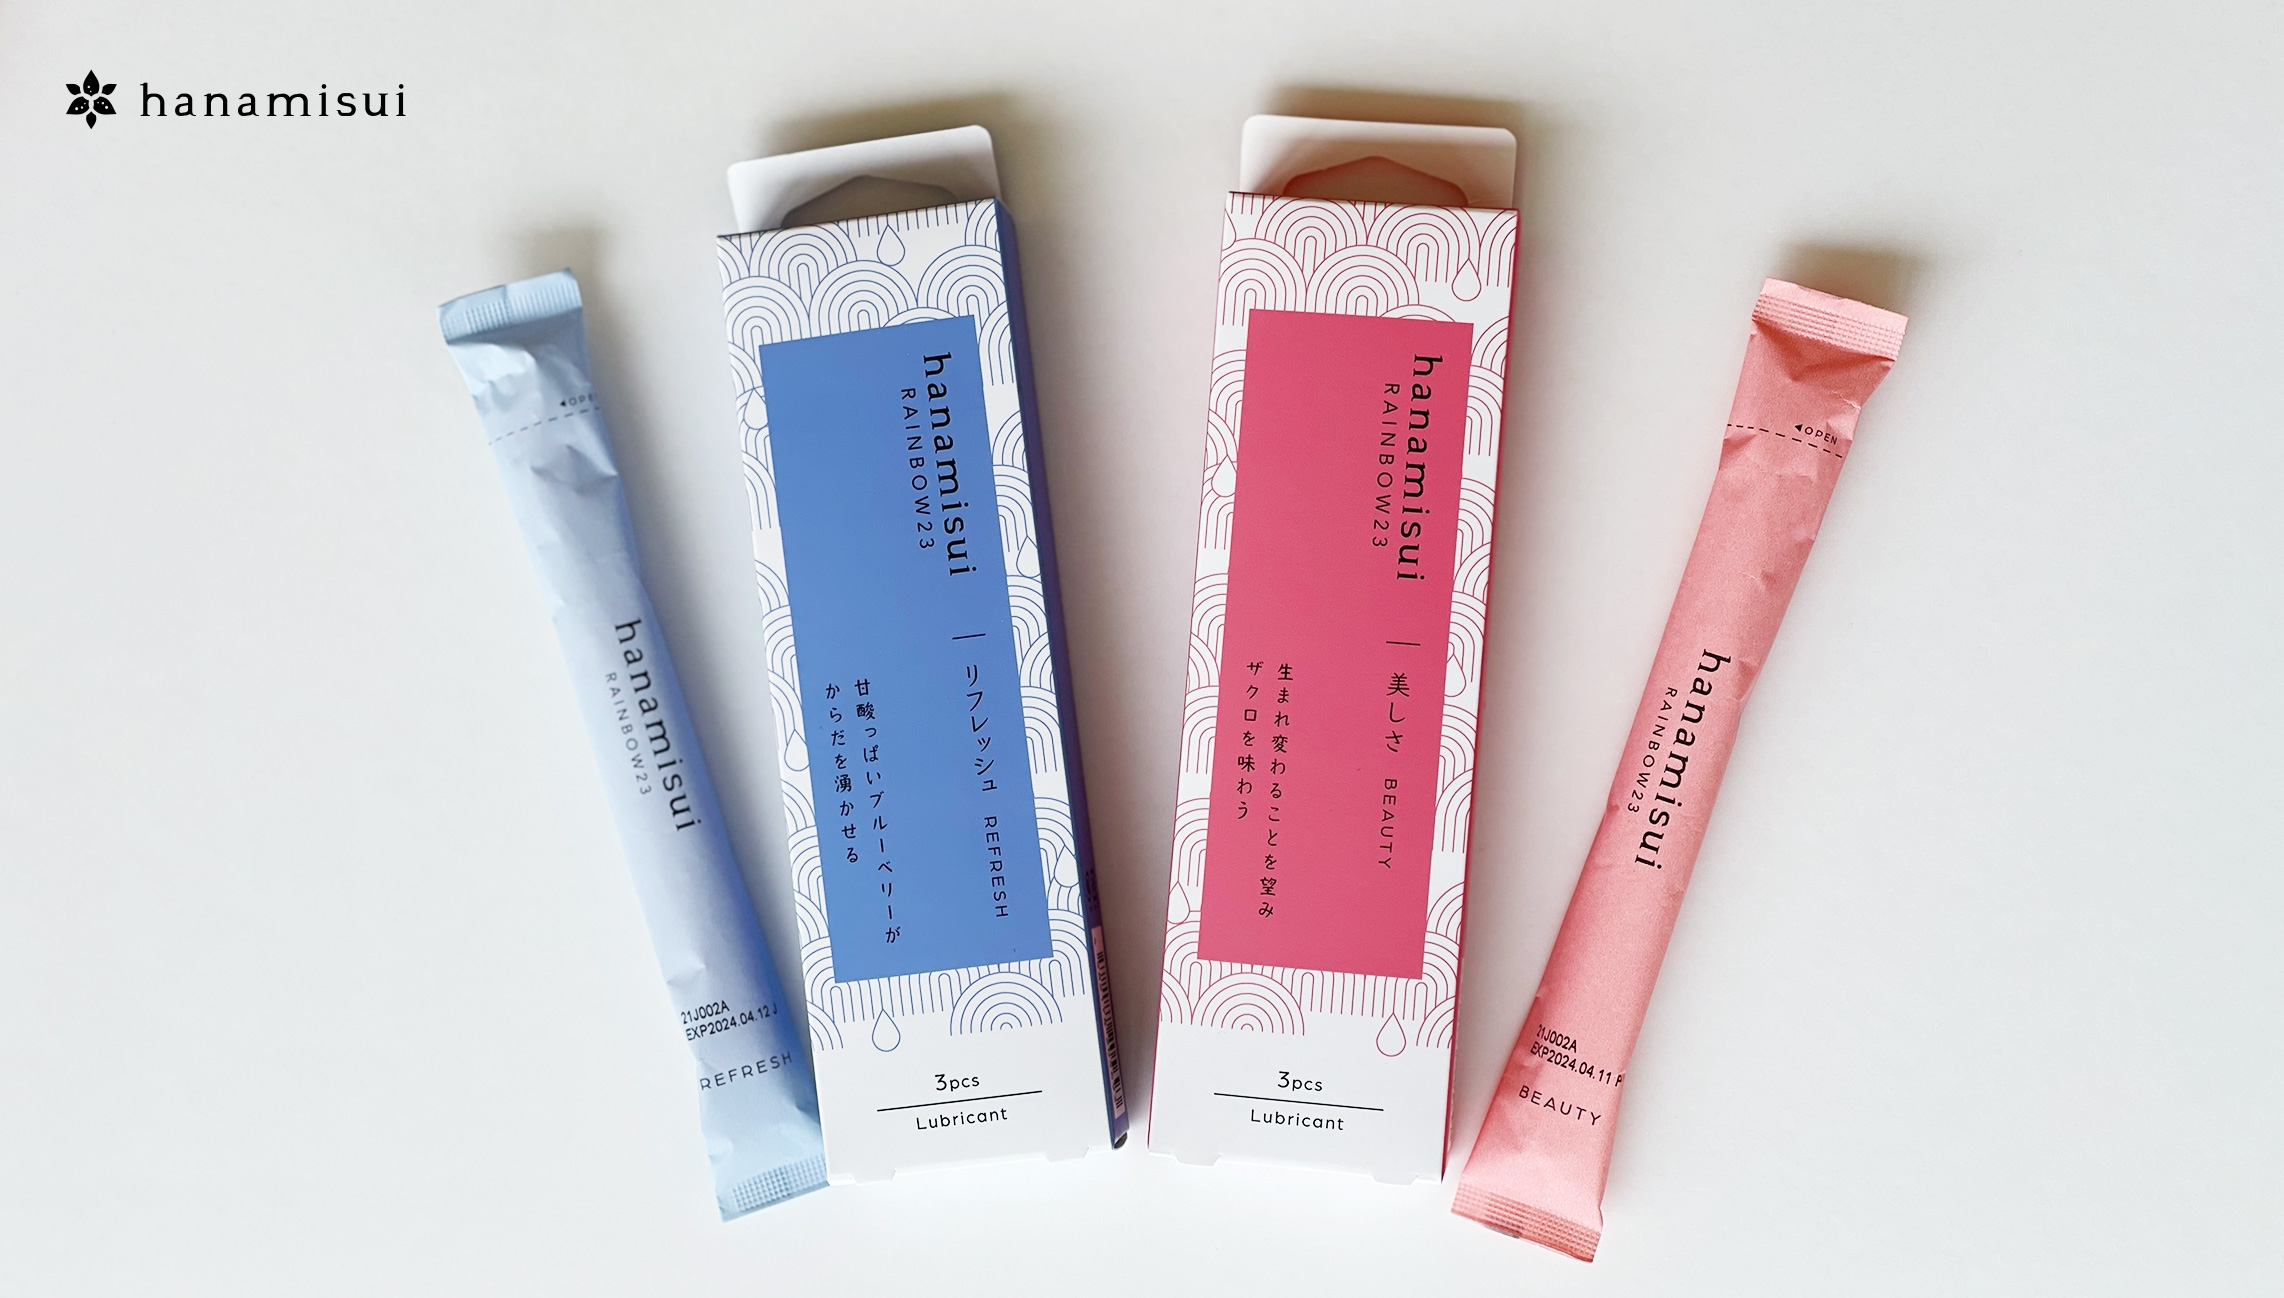 hanamisui
◀OPE
hanamisui
RAINBOW23
21J002A
EXP2024.04.12 J
REFRESH
hanamisui
RAINBOW23
リフレッシュ REFRESH
甘酸っぱいブルーベリーが
からだを湧かせる
3pcs
Lubricant
hanamisui
RAINBOW23
美しさ BEAUTY
生まれ変わることを望み
ザクロを味わう
3pcs
Lubricant
◀OPEN
hanamisui
RAINBOW23
21J002A
EXP2024.04.11 P
BEAUTY